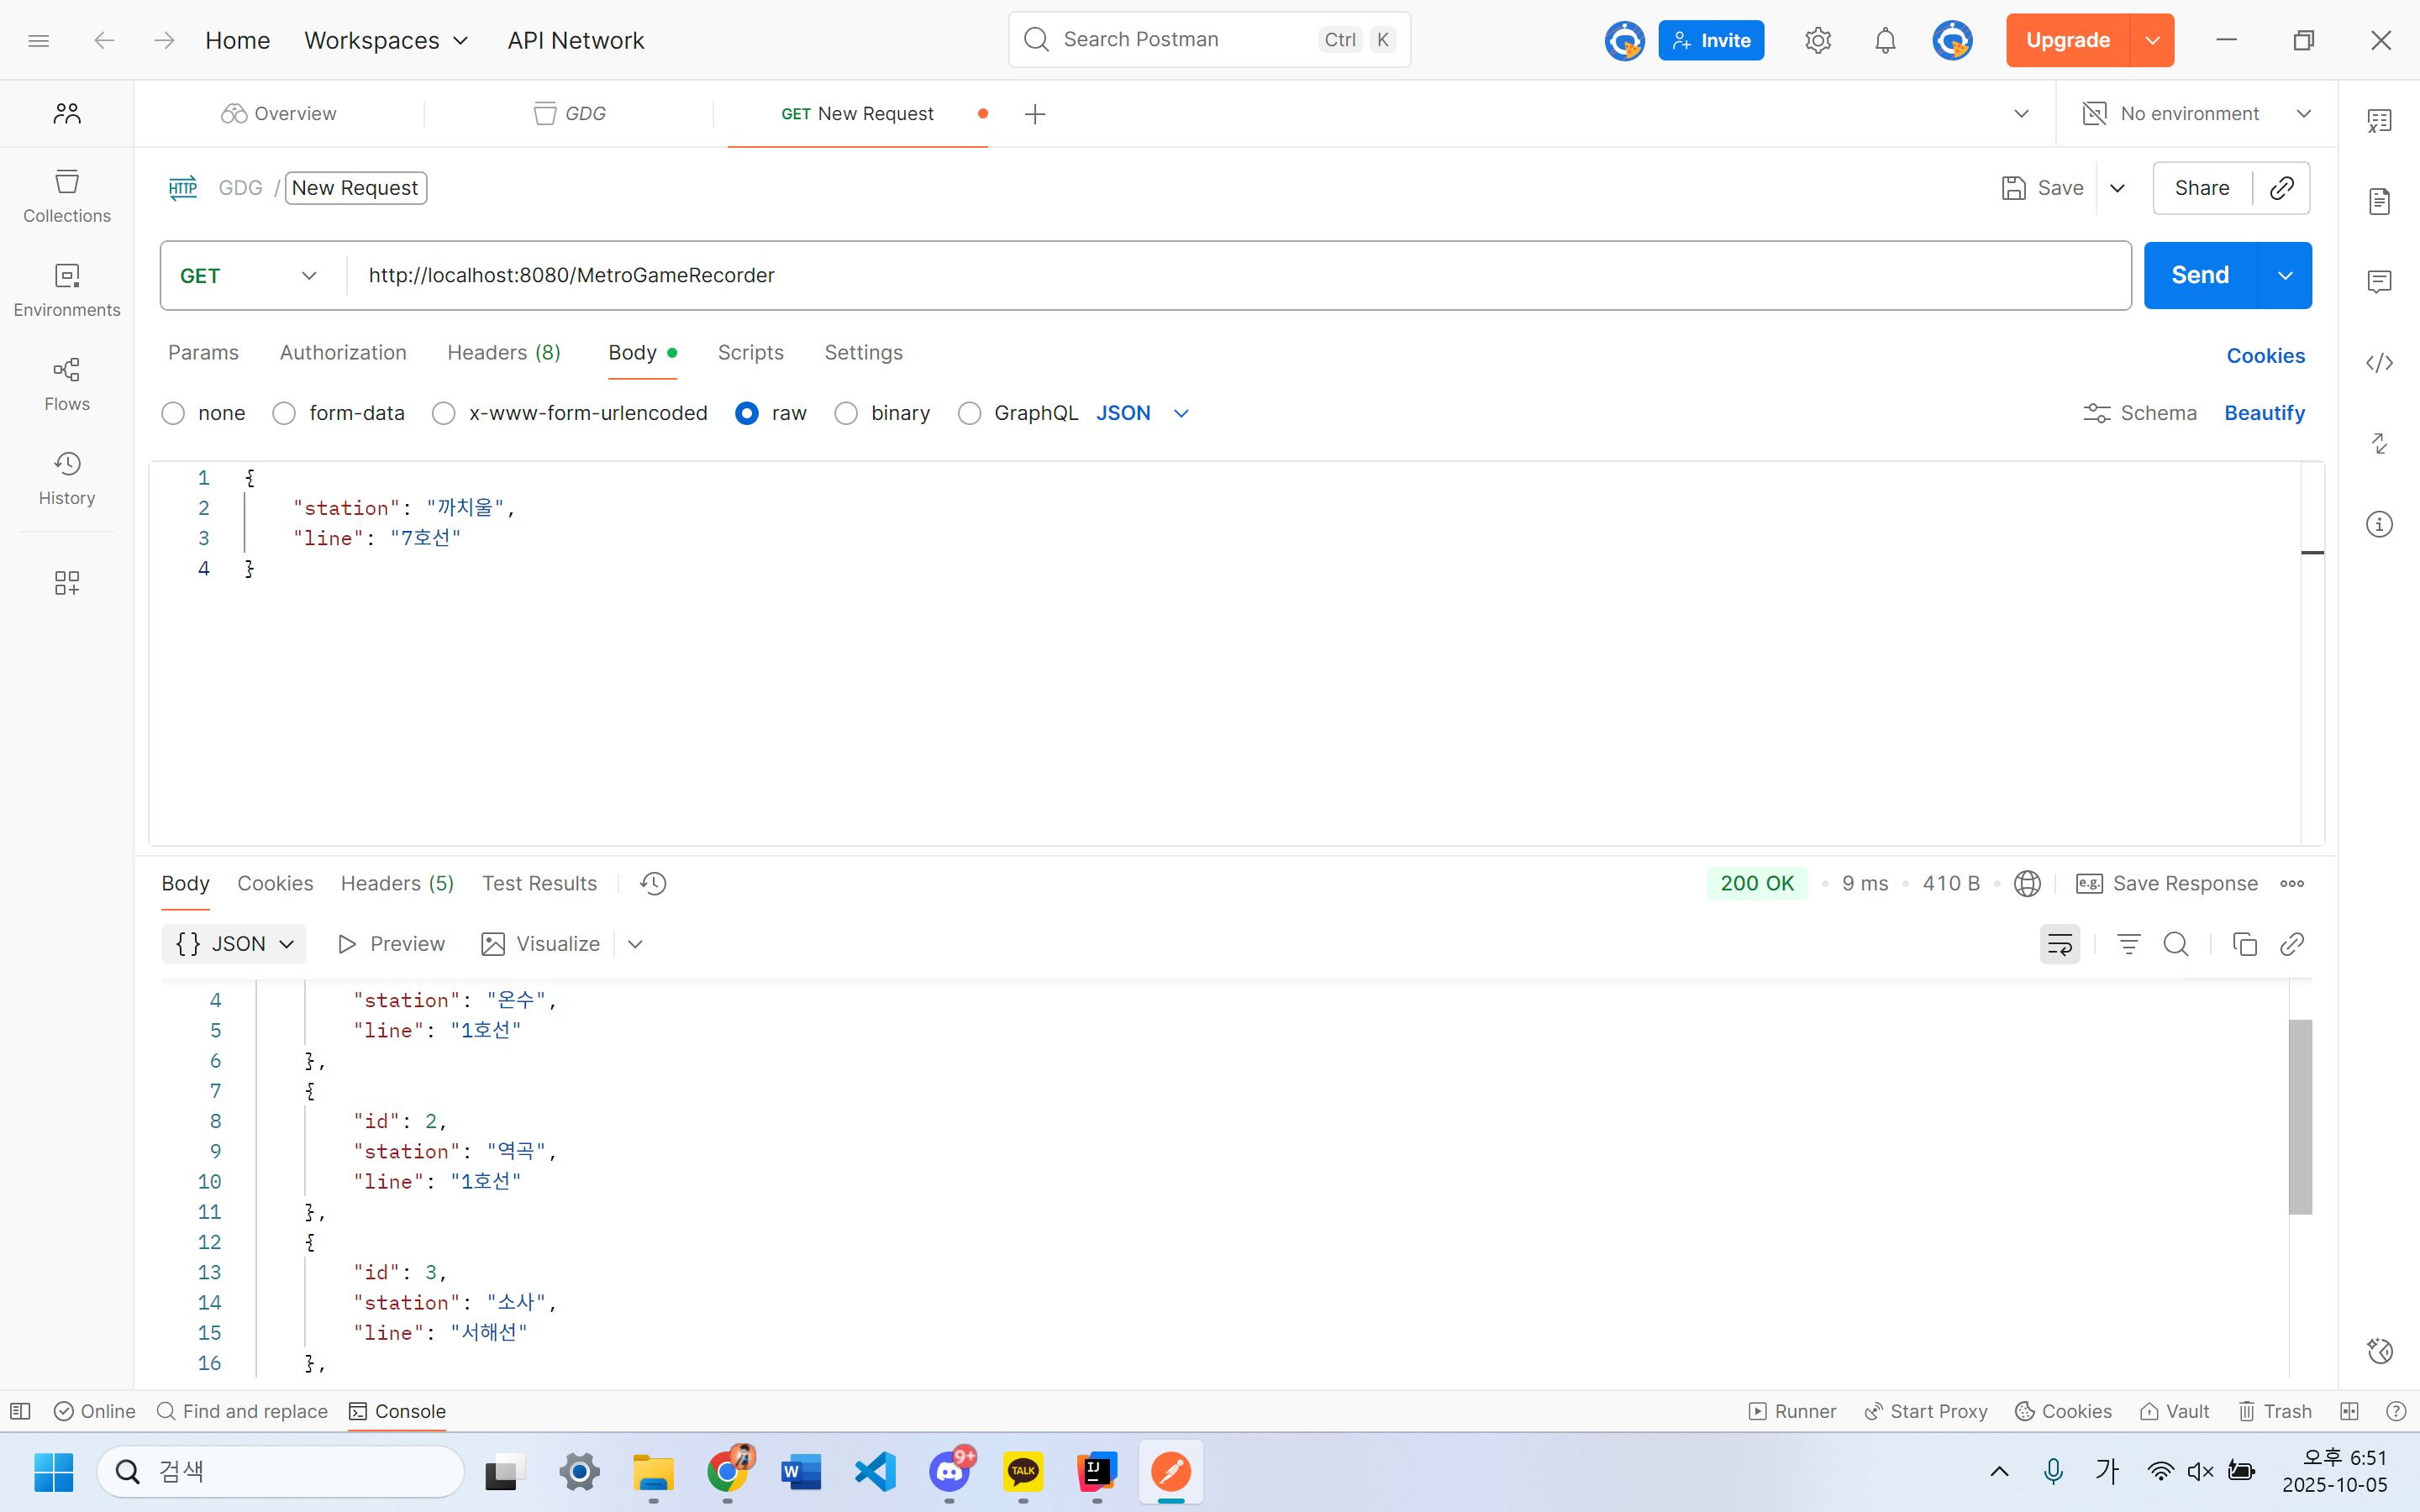 Home Workspaces API Network Search Postman Ctrl K Invite Upgrade
Overview GDG GET New Request No environment
HTTP GDG / New Request Save Share
GET http://localhost:8080/MetroGameRecorder Send
Collections
Environments
Flows
History
Params Authorization Headers (8) Body Scripts Settings Cookies
none form-data x-www-form-urlencoded raw binary GraphQL JSON Schema Beautify
1 {
2 "station": "까치울",
3 "line": "7호선"
4 }
Body Cookies Headers (5) Test Results 200 OK • 9 ms • 410 B • e.g. Save Response
{} JSON Preview Visualize
4 "station": "온수",
5 "line": "1호선"
6 },
7 {
8 "id": 2,
9 "station": "역곡",
10 "line": "1호선"
11 },
12 {
13 "id": 3,
14 "station": "소사",
15 "line": "서해선"
16 },
Online Find and replace Console Runner Start Proxy Cookies Vault Trash
검색 W 9+ TALK IJ 가 오후 6:51
2025-10-05